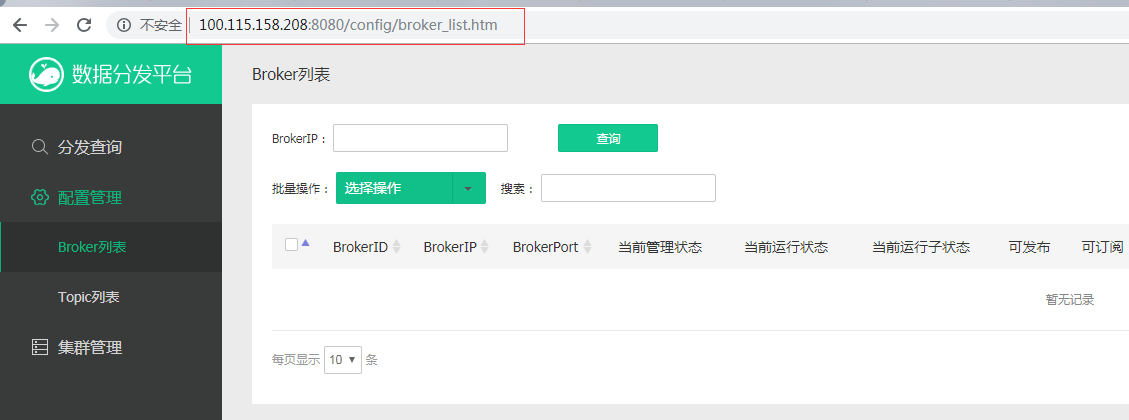 不安全 100.115.158.208:8080/config/broker_list.htm
数据分发平台
分发查询
配置管理
Broker列表
Topic列表
集群管理
Broker列表
BrokerIP： 查询
批量操作： 选择操作 搜索：
BrokerID BrokerIP BrokerPort 当前管理状态 当前运行状态 当前运行子状态 可发布 可订阅
暂无记录
每页显示 10 条